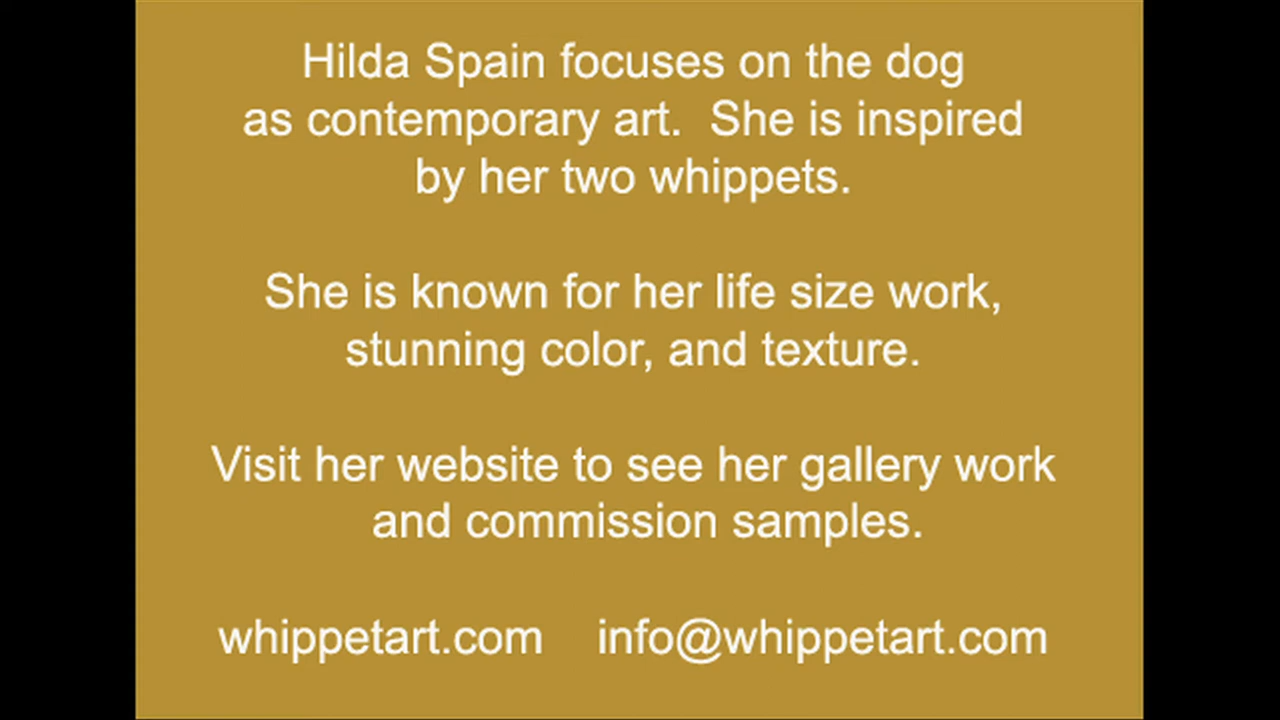 Hilda Spain focuses on the dog
as contemporary art.  She is inspired
by her two whippets.
She is known for her life size work,
stunning color, and texture.
Visit her website to see her gallery work
and commission samples.
whippetart.com    info@whippetart.com